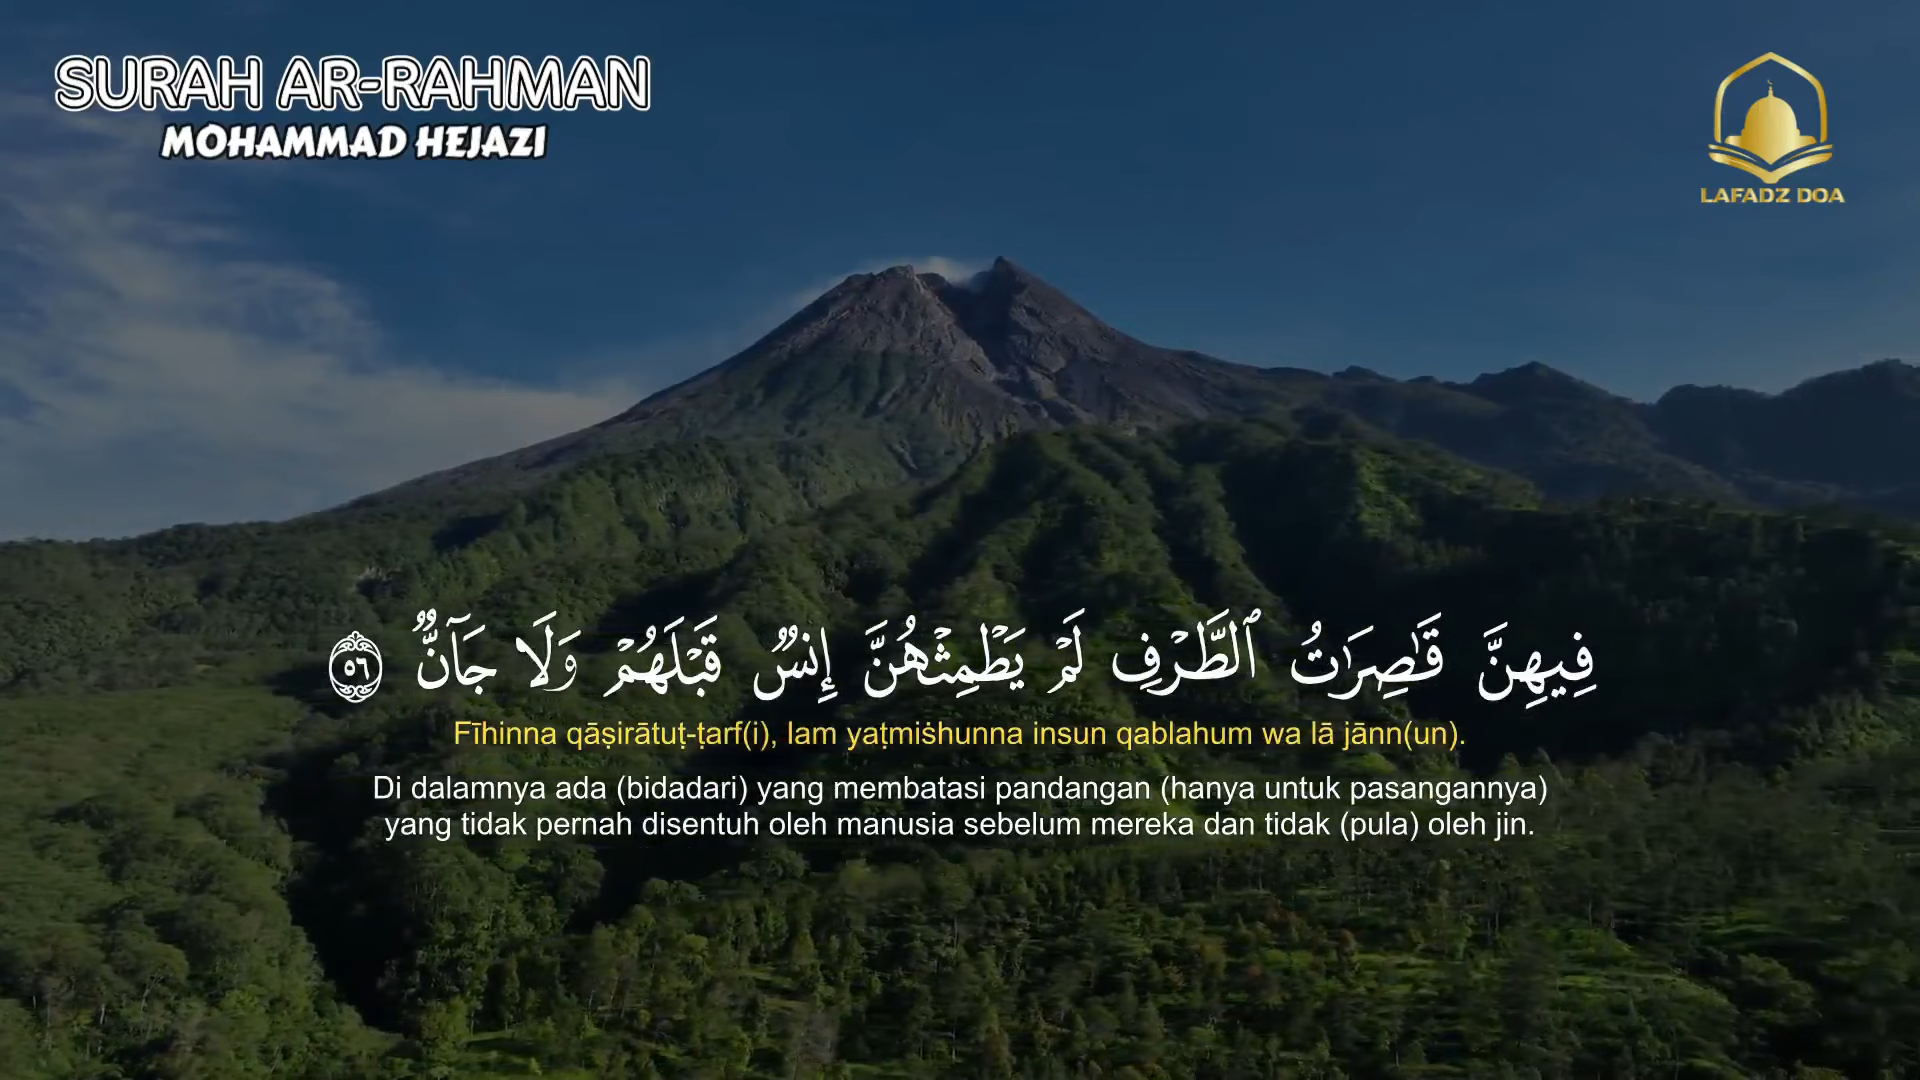 SURAH AR-RAHMAN
MOHAMMAD HEJAZI
LAFADZ DOA
فِيهِنَّ قَٰصِرَٰتُ ٱلطَّرْفِ لَمْ يَطْمِثْهُنَّ إِنسٌ قَبْلَهُمْ وَلَا جَآنٌّ ٥٦
Fīhinna qāṣirātuṭ-ṭarf(i), lam yaṭmiṡhunna insun qablahum wa lā jānn(un).
Di dalamnya ada (bidadari) yang membatasi pandangan (hanya untuk pasangannya)
yang tidak pernah disentuh oleh manusia sebelum mereka dan tidak (pula) oleh jin.